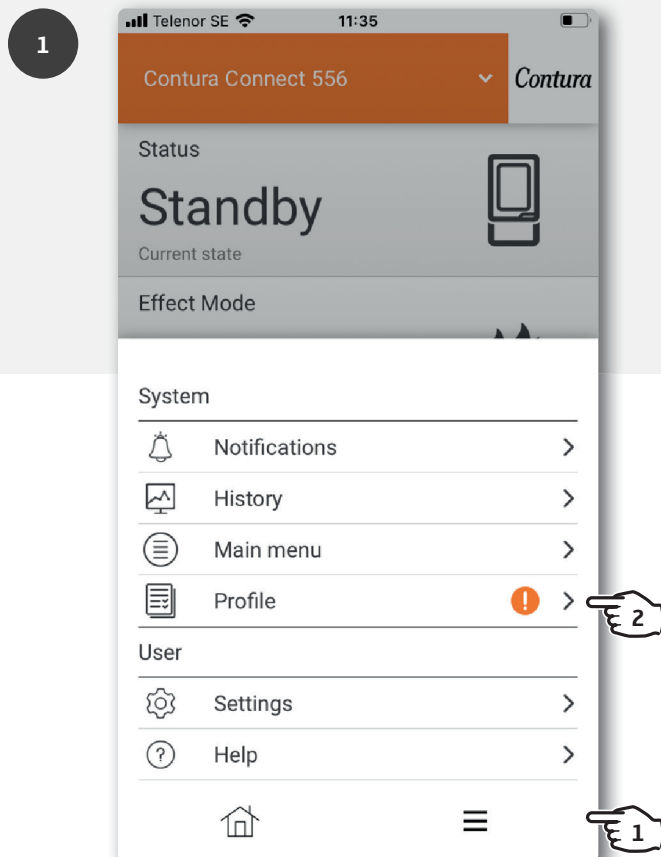 1
Telenor SE 11:35
Contura Connect 556 Contura
Status
Standby
Current state
Effect Mode
System
Notifications
History
Main menu
Profile ! 2
User
Settings
? Help
1